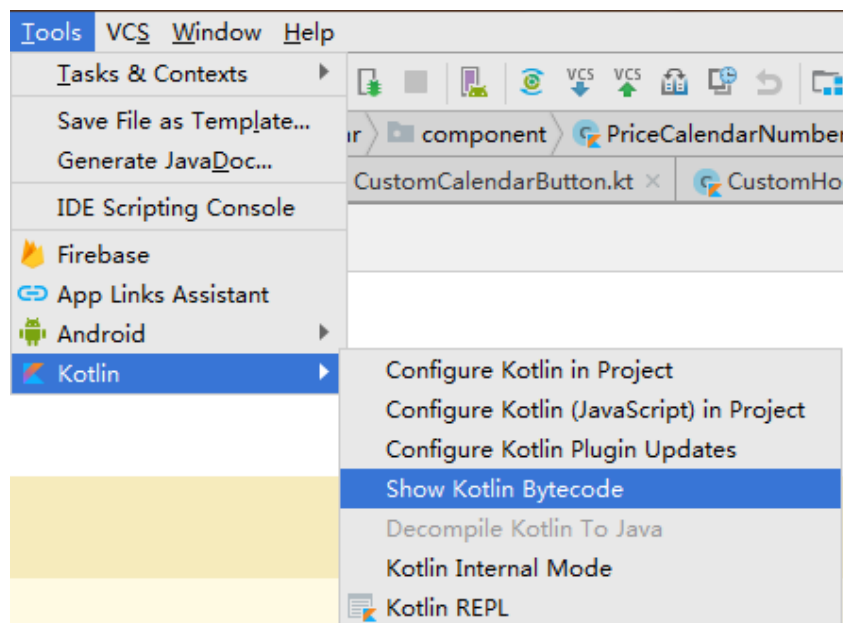 Tools VCS Window Help
Tasks & Contexts
VCS VCS
Save File as Template...
component PriceCalendarNumber
Generate JavaDoc...
CustomCalendarButton.kt × CustomHo
IDE Scripting Console
Firebase
App Links Assistant
Android
Kotlin
Configure Kotlin in Project
Configure Kotlin (JavaScript) in Project
Configure Kotlin Plugin Updates
Show Kotlin Bytecode
Decompile Kotlin To Java
Kotlin Internal Mode
Kotlin REPL